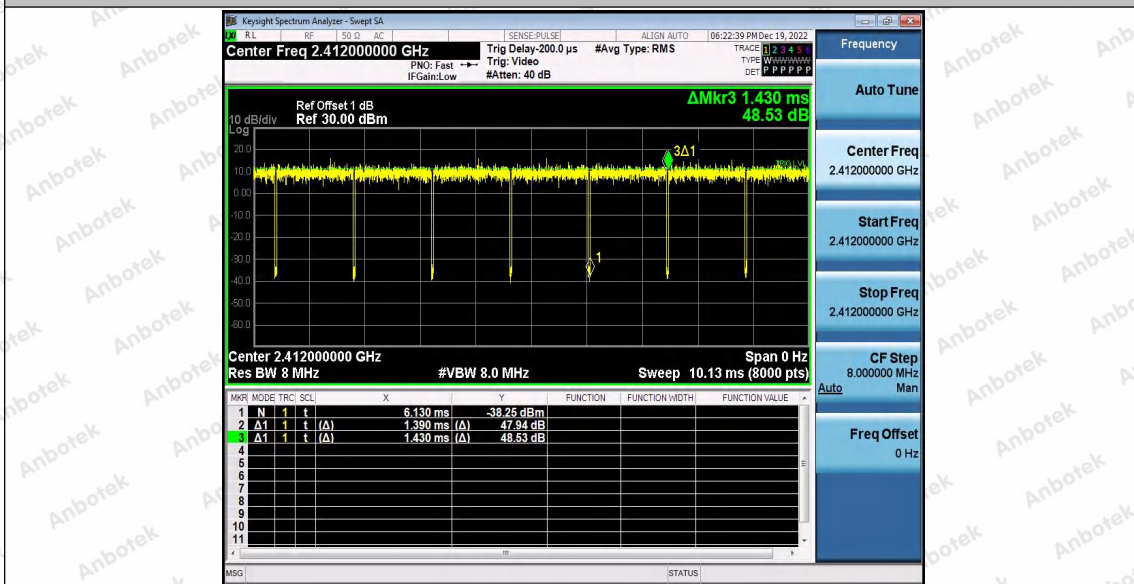 Keysight Spectrum Analyzer - Swept SA
LXI RL RF 50 Ω AC SENSE:PULSE ALIGN AUTO 06:22:39 PM Dec 19, 2022
Center Freq 2.412000000 GHz
PNO: Fast
IFGain:Low
Trig Delay-200.0 µs
Trig: Video
#Atten: 40 dB
#Avg Type: RMS
TRACE 1 2 3 4 5 6
TYPE WWWWWW
DET P P P P P P
ΔMkr3 1.430 ms
48.53 dB
Ref Offset 1 dB
10 dB/div Ref 30.00 dBm
Log
20.0
10.0
0.00
-10.0
-20.0
-30.0
-40.0
-50.0
-60.0
3Δ1
TRIG LVL
1
Center 2.412000000 GHz Span 0 Hz
Res BW 8 MHz #VBW 8.0 MHz Sweep 10.13 ms (8000 pts)
MKR MODE TRC SCL X Y FUNCTION FUNCTION WIDTH FUNCTION VALUE
1 N 1 t 6.130 ms -38.25 dBm
2 Δ1 1 t (Δ) 1.390 ms (Δ) 47.94 dB
3 Δ1 1 t (Δ) 1.430 ms (Δ) 48.53 dB
4
5
6
7
8
9
10
11
MSG STATUS
Frequency
Auto Tune
Center Freq
2.412000000 GHz
Start Freq
2.412000000 GHz
Stop Freq
2.412000000 GHz
CF Step
8.000000 MHz
Auto Man
Freq Offset
0 Hz
Anbotek